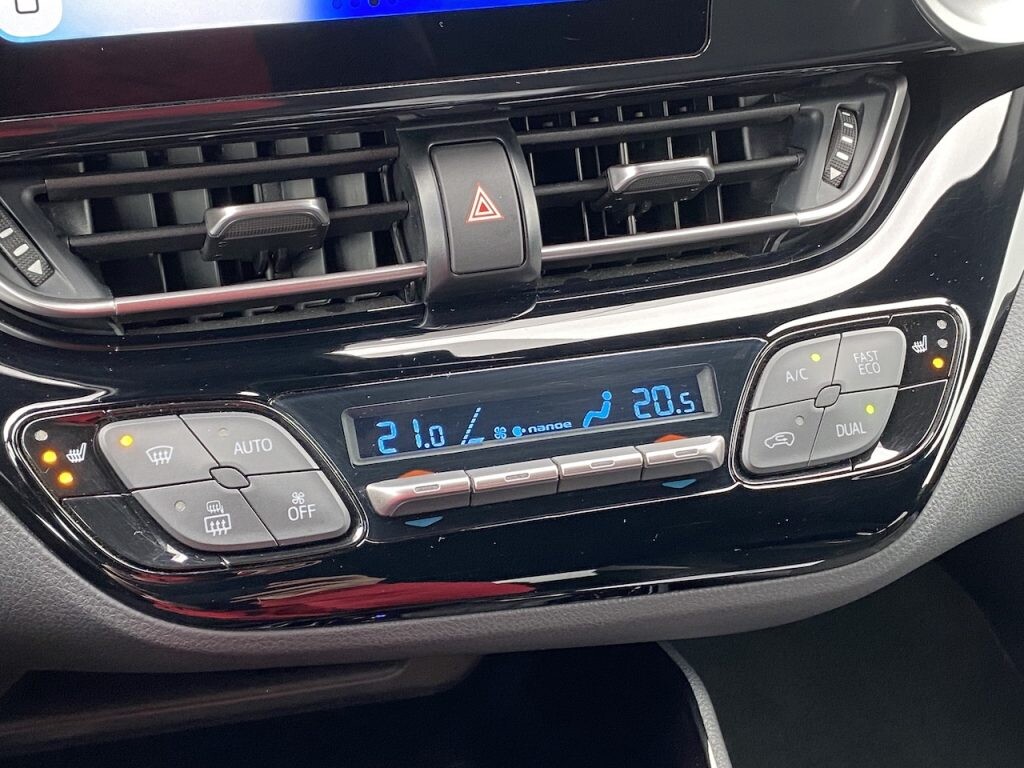 21.0
nanoe
20.5
A/C
FAST
ECO
DUAL
AUTO
OFF